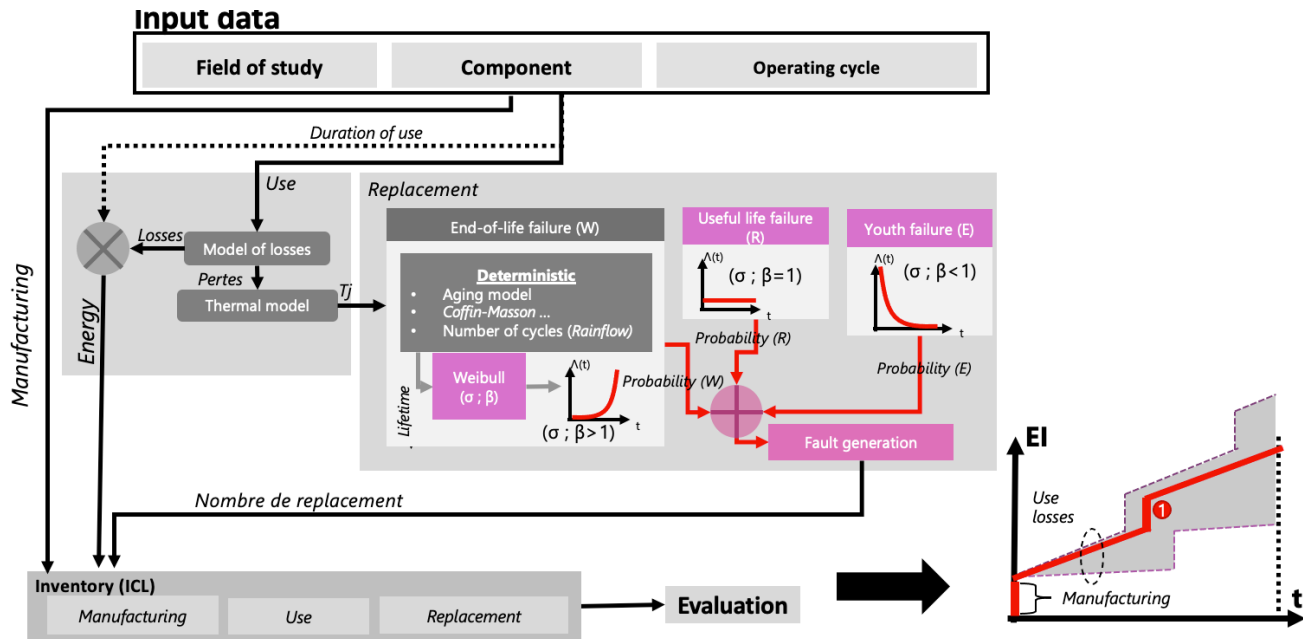 Input data
Field of study
Component
Operating cycle
Duration of use
Use
Replacement
Manufacturing
Energy
Losses
Model of losses
Pertes
Thermal model
Tj
End-of-life failure (W)
Deterministic
• Aging model
• Coffin-Masson ...
• Number of cycles (Rainflow)
Lifetime
Weibull
(σ ; β)
Λ(t)
t
(σ ; β>1)
Useful life failure
(R)
Λ(t)
(σ ; β=1)
t
Youth failure (E)
Λ(t)
(σ ; β<1)
t
Probability (R)
Probability (W)
Probability (E)
Fault generation
Nombre de replacement
Inventory (ICL)
Manufacturing
Use
Replacement
Evaluation
EI
Use
losses
1
Manufacturing
t